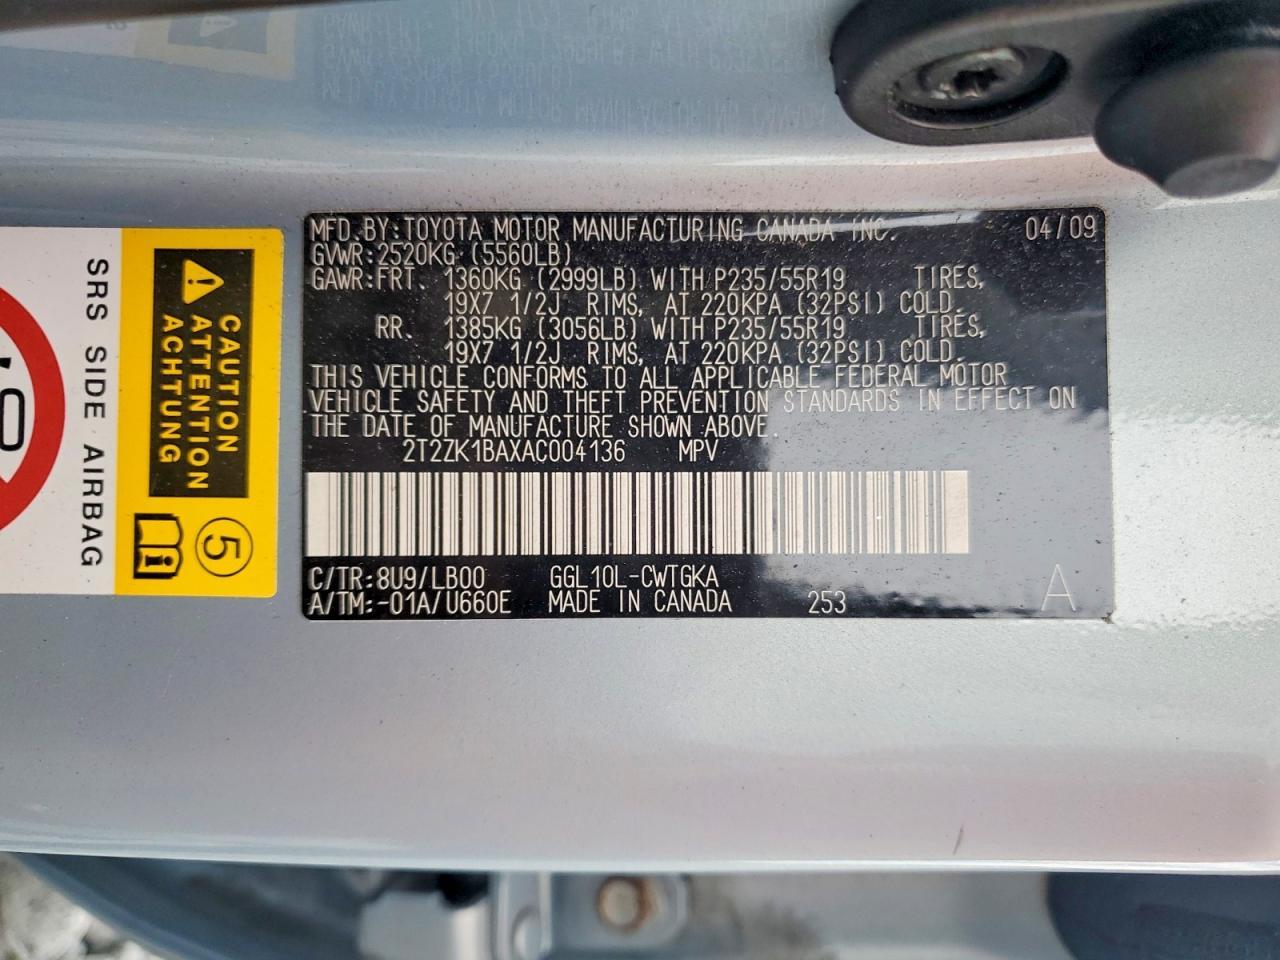 MFD. BY: TOYOTA MOTOR MANUFACTURING CANADA INC. 04/09
GVWR: 2520KG (5560LB)
GAWR: FRT. 1360KG (2999LB) WITH P235/55R19 TIRES,
19X7 1/2J RIMS, AT 220KPA (32PSI) COLD.
RR. 1385KG (3056LB) WITH P235/55R19 TIRES,
19X7 1/2J RIMS, AT 220KPA (32PSI) COLD.
THIS VEHICLE CONFORMS TO ALL APPLICABLE FEDERAL MOTOR
VEHICLE SAFETY AND THEFT PREVENTION STANDARDS IN EFFECT ON
THE DATE OF MANUFACTURE SHOWN ABOVE.
2T2ZK1BAXAC004136 MPV
C/TR: 8U9/LB00 GGL10L-CWTGKA
A/TM: -01A/U660E MADE IN CANADA 253 A
CAUTION
ATTENTION
ACHTUNG
5
SRS SIDE AIRBAG